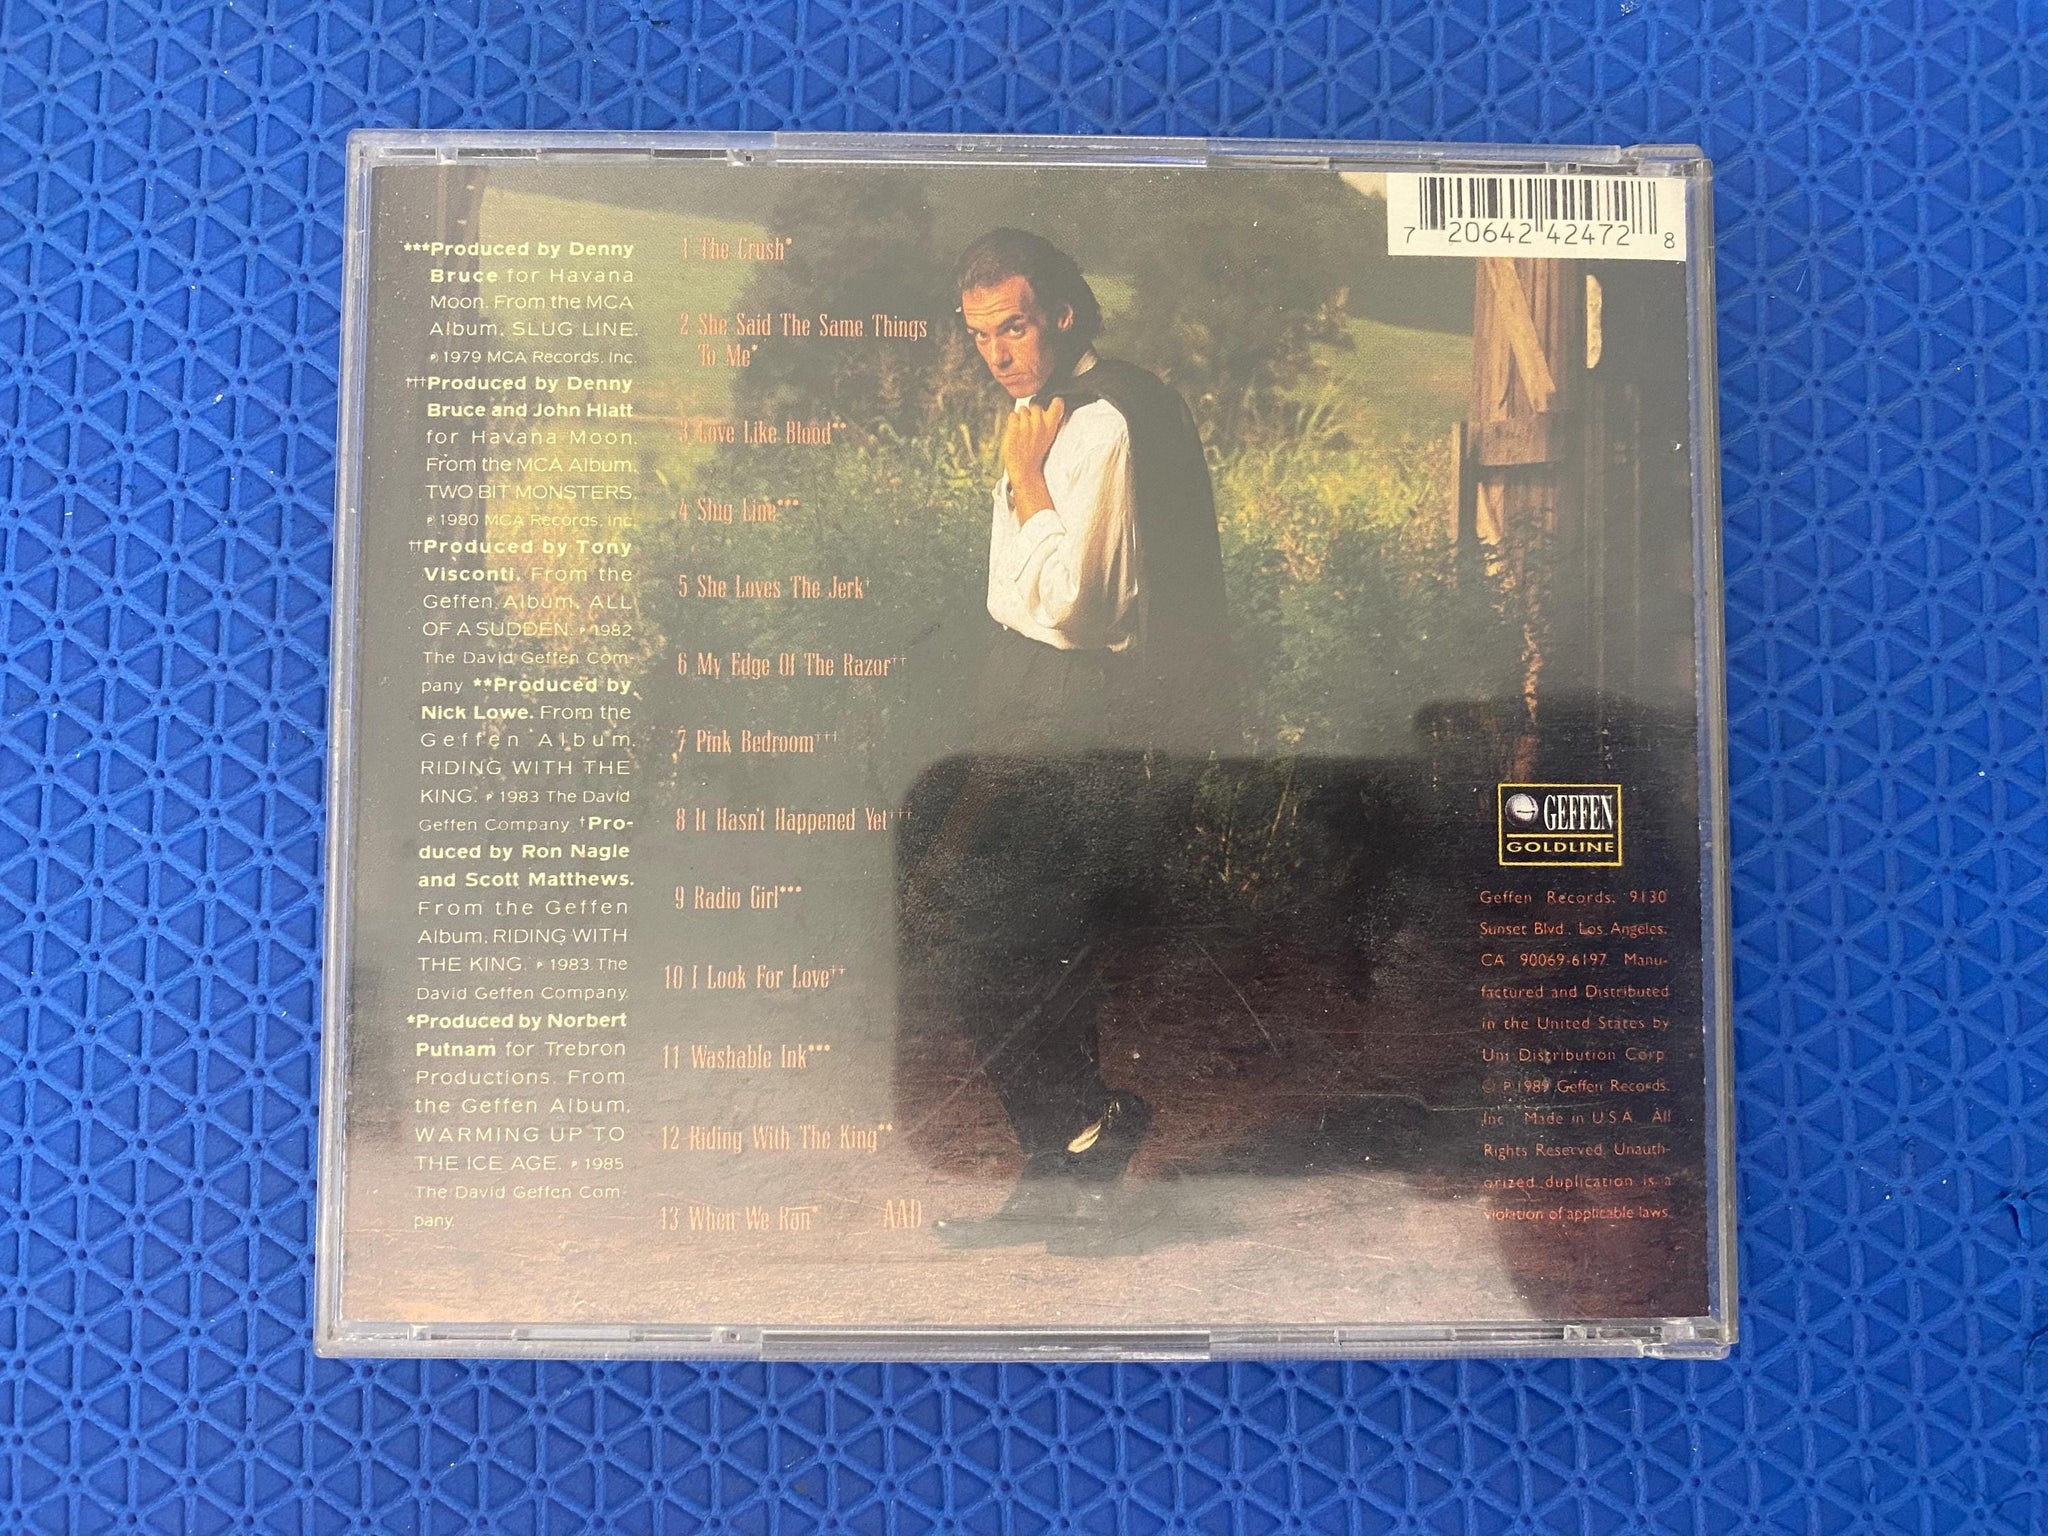 ***Produced by Denny
Bruce for Havana
Moon. From the MCA
Album, SLUG LINE.
℗ 1979 MCA Records, Inc.
†††Produced by Denny
Bruce and John Hiatt
for Havana Moon.
From the MCA Album,
TWO BIT MONSTERS.
℗ 1980 MCA Records, Inc.
††Produced by Tony
Visconti. From the
Geffen Album, ALL
OF A SUDDEN. ℗ 1982
The David Geffen Com-
pany **Produced by
Nick Lowe. From the
Geffen Album,
RIDING WITH THE
KING. ℗ 1983 The David
Geffen Company. †Pro-
duced by Ron Nagle
and Scott Matthews.
From the Geffen
Album, RIDING WITH
THE KING. ℗ 1983 The
David Geffen Company.
*Produced by Norbert
Putnam for Trebron
Productions. From
the Geffen Album,
WARMING UP TO
THE ICE AGE. ℗ 1985
The David Geffen Com-
pany.
1 The Crush*
2 She Said The Same Things
To Me*
3 Love Like Blood**
4 Slug Line***
5 She Loves The Jerk†
6 My Edge Of The Razor††
7 Pink Bedroom†††
8 It Hasn't Happened Yet†††
9 Radio Girl***
10 I Look For Love††
11 Washable Ink***
12 Riding With The King**
13 When We Ran* AAD
7 20642 42472 8
GEFFEN
GOLDLINE
Geffen Records, 9130
Sunset Blvd., Los Angeles,
CA 90069-6197. Manu-
factured and Distributed
in the United States by
Uni Distribution Corp.
© ℗ 1989 Geffen Records,
Inc. Made in U.S.A. All
Rights Reserved. Unauth-
orized duplication is a
violation of applicable laws.